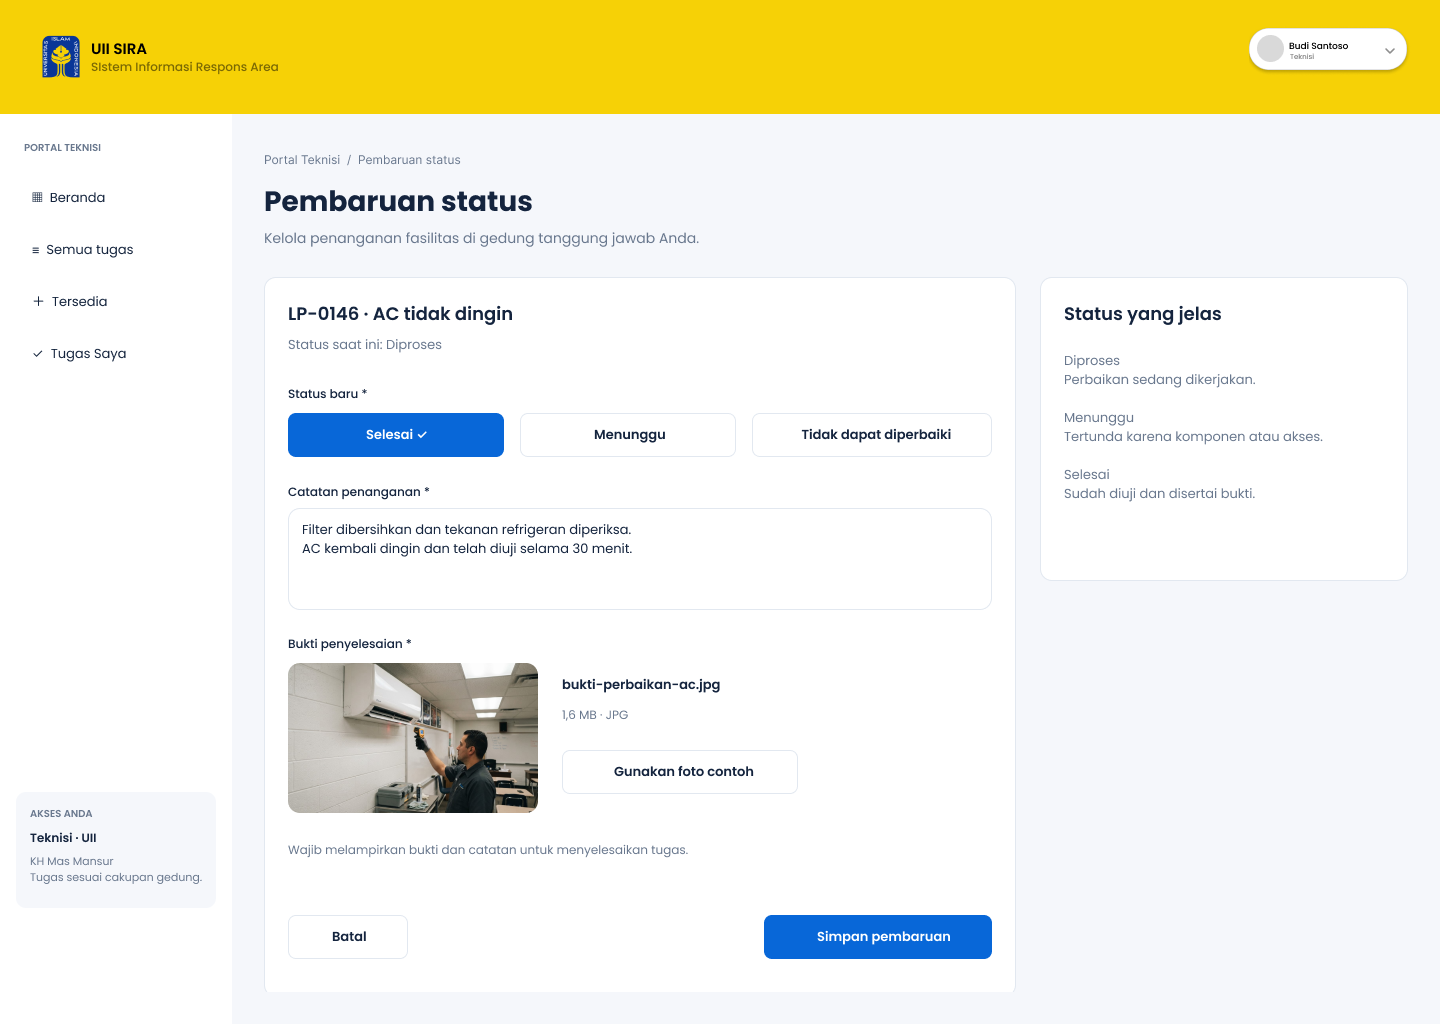 UNIVERSITAS ISLAM INDONESIA
UII SIRA
SIstem Informasi Respons Area
Budi Santoso
Teknisi
PORTAL TEKNISI
Beranda
Semua tugas
Tersedia
Tugas Saya
AKSES ANDA
Teknisi · UII
KH Mas Mansur
Tugas sesuai cakupan gedung.
Portal Teknisi / Pembaruan status
Pembaruan status
Kelola penanganan fasilitas di gedung tanggung jawab Anda.
LP-0146 · AC tidak dingin
Status saat ini: Diproses
Status baru *
Selesai ✓
Menunggu
Tidak dapat diperbaiki
Catatan penanganan *
Filter dibersihkan dan tekanan refrigeran diperiksa.
AC kembali dingin dan telah diuji selama 30 menit.
Bukti penyelesaian *
bukti-perbaikan-ac.jpg
1,6 MB · JPG
Gunakan foto contoh
Wajib melampirkan bukti dan catatan untuk menyelesaikan tugas.
Batal
Simpan pembaruan
Status yang jelas
Diproses
Perbaikan sedang dikerjakan.
Menunggu
Tertunda karena komponen atau akses.
Selesai
Sudah diuji dan disertai bukti.